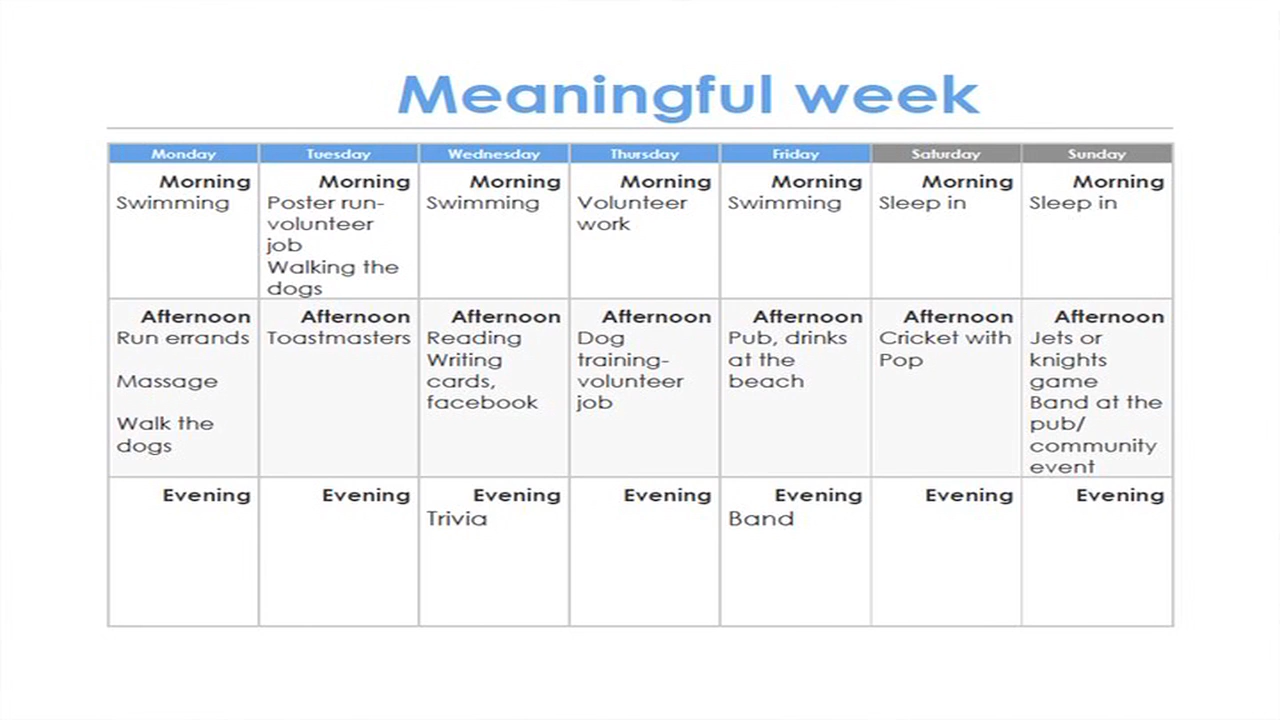 Meaningful week
Monday Tuesday Wednesday Thursday Friday Saturday Sunday
Morning
Swimming
Morning
Poster run-
volunteer
job
Walking the
dogs
Morning
Swimming
Morning
Volunteer
work
Morning
Swimming
Morning
Sleep in
Morning
Sleep in
Afternoon
Run errands
Massage
Walk the
dogs
Afternoon
Toastmasters
Afternoon
Reading
Writing
cards,
facebook
Afternoon
Dog
training-
volunteer
job
Afternoon
Pub, drinks
at the
beach
Afternoon
Cricket with
Pop
Afternoon
Jets or
knights
game
Band at the
pub/
community
event
Evening
Evening
Evening
Trivia
Evening
Evening
Band
Evening
Evening